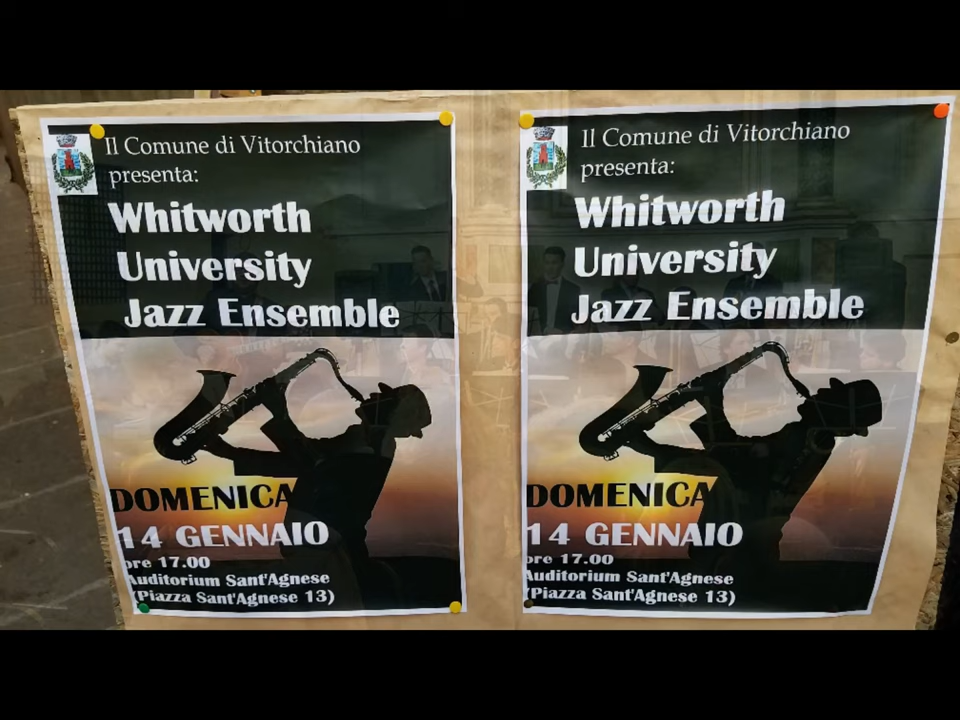 Il Comune di Vitorchiano
presenta:
Whitworth
University
Jazz Ensemble
DOMENICA
14 GENNAIO
ore 17.00
Auditorium Sant'Agnese
(Piazza Sant'Agnese 13)
Il Comune di Vitorchiano
presenta:
Whitworth
University
Jazz Ensemble
DOMENICA
14 GENNAIO
ore 17.00
Auditorium Sant'Agnese
(Piazza Sant'Agnese 13)